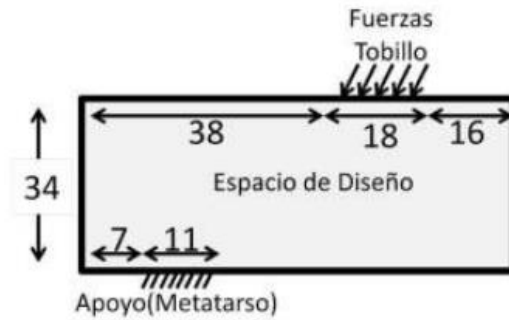 Fuerzas
Tobillo
38
18
16
34
Espacio de Diseño
7
11
Apoyo(Metatarso)